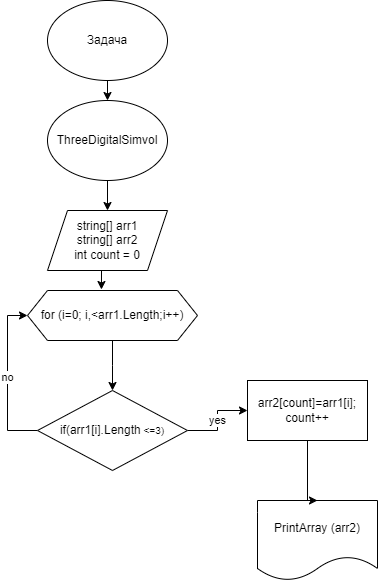 Задача
ThreeDigitalSimvol
string[] arr1
string[] arr2
int count = 0
for (i=0; i,<arr1.Length;i++)
no
if(arr1[i].Length <=3)
yes
arr2[count]=arr1[i];
count++
PrintArray (arr2)